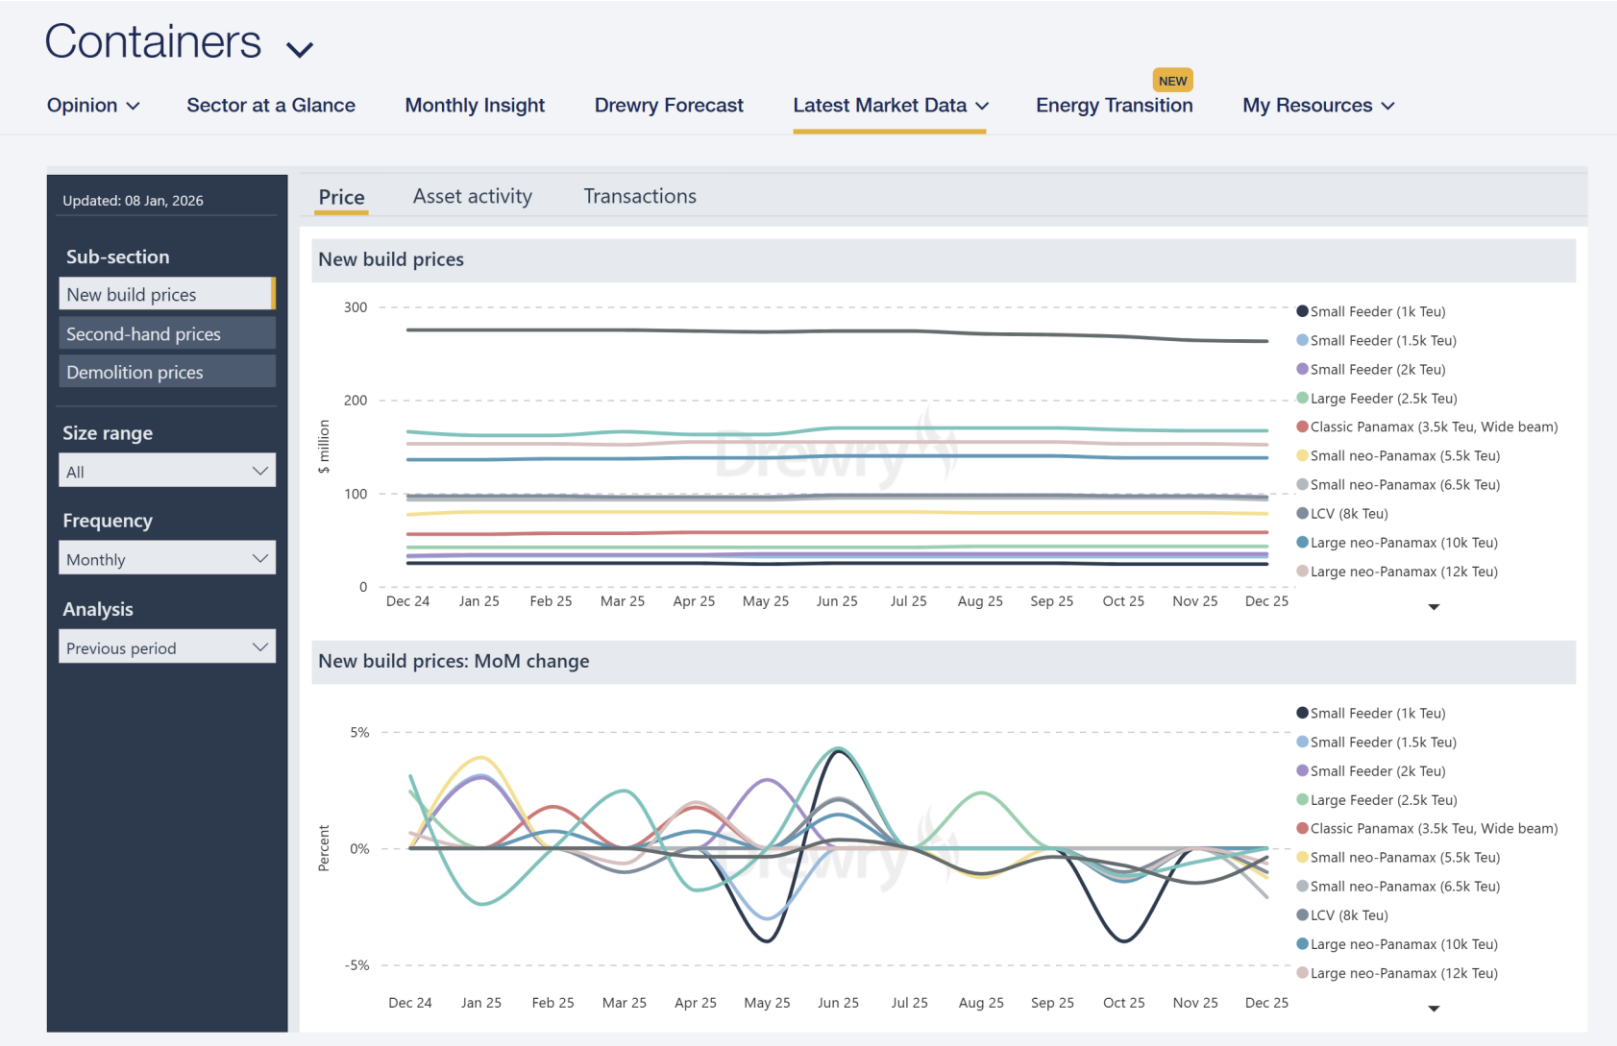 Containers
NEW
Opinion
Sector at a Glance
Monthly Insight
Drewry Forecast
Latest Market Data
Energy Transition
My Resources
Updated: 08 Jan, 2026
Sub-section
New build prices
Second-hand prices
Demolition prices
Size range
All
Frequency
Monthly
Analysis
Previous period
Price
Asset activity
Transactions
New build prices
300
200
100
0
$ million
Drewry
Dec 24
Jan 25
Feb 25
Mar 25
Apr 25
May 25
Jun 25
Jul 25
Aug 25
Sep 25
Oct 25
Nov 25
Dec 25
Small Feeder (1k Teu)
Small Feeder (1.5k Teu)
Small Feeder (2k Teu)
Large Feeder (2.5k Teu)
Classic Panamax (3.5k Teu, Wide beam)
Small neo-Panamax (5.5k Teu)
Small neo-Panamax (6.5k Teu)
LCV (8k Teu)
Large neo-Panamax (10k Teu)
Large neo-Panamax (12k Teu)
New build prices: MoM change
5%
0%
-5%
Percent
Drewry
Dec 24
Jan 25
Feb 25
Mar 25
Apr 25
May 25
Jun 25
Jul 25
Aug 25
Sep 25
Oct 25
Nov 25
Dec 25
Small Feeder (1k Teu)
Small Feeder (1.5k Teu)
Small Feeder (2k Teu)
Large Feeder (2.5k Teu)
Classic Panamax (3.5k Teu, Wide beam)
Small neo-Panamax (5.5k Teu)
Small neo-Panamax (6.5k Teu)
LCV (8k Teu)
Large neo-Panamax (10k Teu)
Large neo-Panamax (12k Teu)